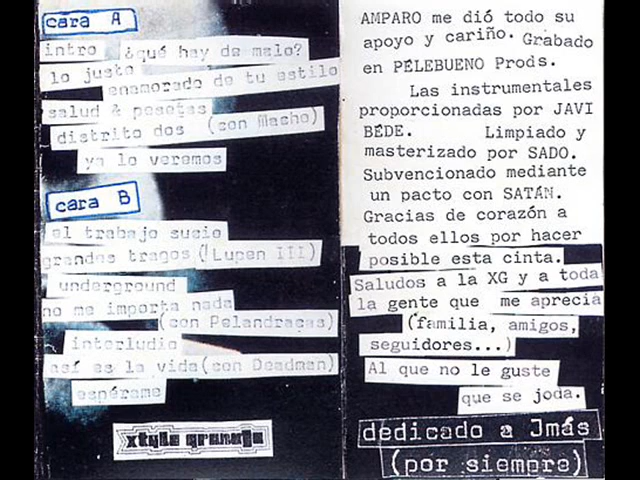 cara A
intro ¿qué hay de malo?
lo justo
enamorado de tu estilo
salud & pesetas
distrito dos (con Nacho)
ya lo veremos
cara B
el trabajo sucio
grandes tragos (! Lupen III)
underground
no me importa nada
(con Pelandracas)
interludio
así es la vida (con Deadman)
espérame
xtyle granada
AMPARO me dió todo su
apoyo y cariño. Grabado
en PELEBUENO Prods.
Las instrumentales
proporcionadas por JAVI
BEDE. Limpiado y
masterizado por SADO.
Subvencionado mediante
un pacto con SATÁN.
Gracias de corazón a
todos ellos por hacer
posible esta cinta.
Saludos a la XG y a toda
la gente que me aprecia
(familia, amigos,
seguidores...)
Al que no le guste
que se joda.
dedicado a Jmás
(por siempre)